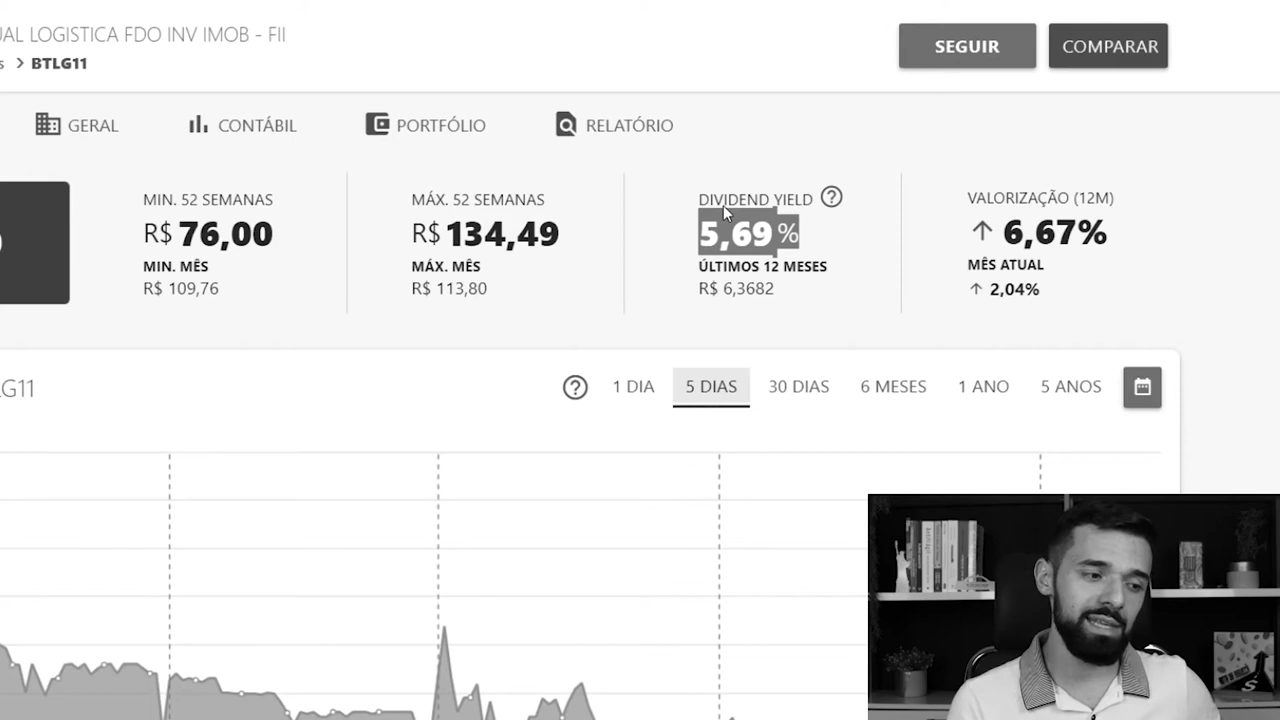 UAL LOGISTICA FDO INV IMOB - FII
s > BTLG11
SEGUIR
COMPARAR
GERAL
CONTÁBIL
PORTFÓLIO
RELATÓRIO
MIN. 52 SEMANAS
R$ 76,00
MIN. MÊS
R$ 109,76
MÁX. 52 SEMANAS
R$ 134,49
MÁX. MÊS
R$ 113,80
DIVIDEND YIELD ?
5,69 %
ÚLTIMOS 12 MESES
R$ 6,3682
VALORIZAÇÃO (12M)
↑ 6,67%
MÊS ATUAL
↑ 2,04%
LG11
?
1 DIA
5 DIAS
30 DIAS
6 MESES
1 ANO
5 ANOS